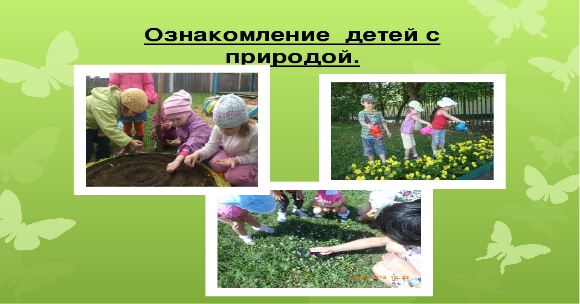 Ознакомление детей с
природой.